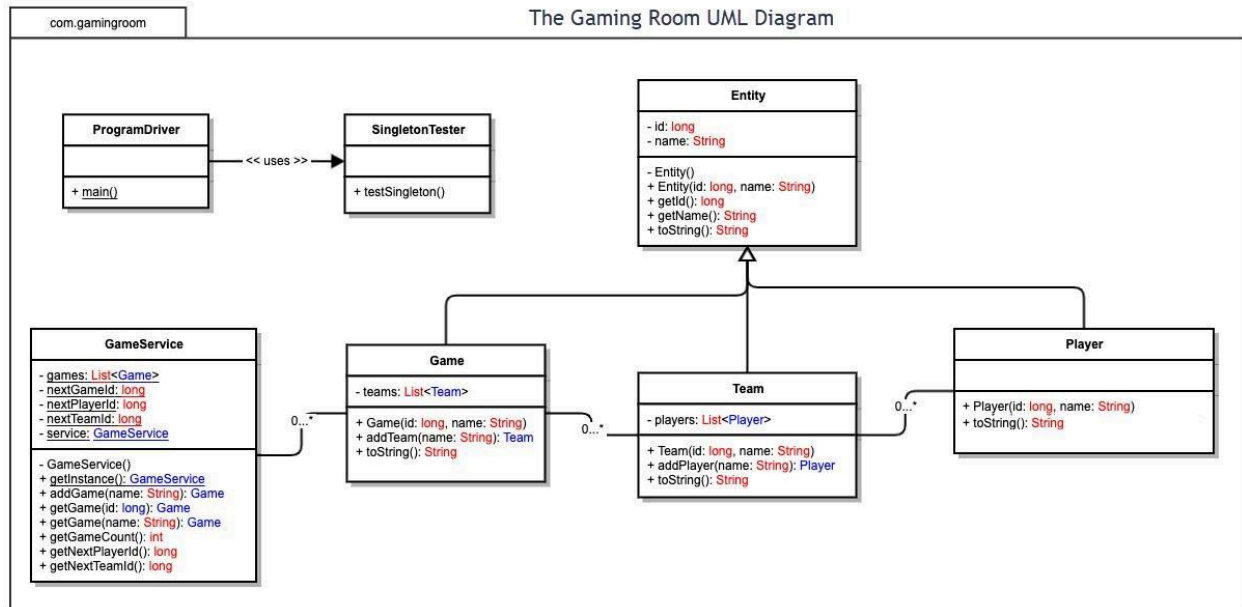 com.gamingroom
The Gaming Room UML Diagram
ProgramDriver
+ main()
<< uses >>
SingletonTester
+ testSingleton()
Entity
- id: long
- name: String
- Entity()
+ Entity(id: long, name: String)
+ getId(): long
+ getName(): String
+ toString(): String
GameService
- games: List<Game>
- nextGameId: long
- nextPlayerId: long
- nextTeamId: long
- service: GameService
- GameService()
+ getInstance(): GameService
+ addGame(name: String): Game
+ getGame(id: long): Game
+ getGame(name: String): Game
+ getGameCount(): int
+ getNextPlayerId(): long
+ getNextTeamId(): long
0...*
Game
- teams: List<Team>
+ Game(id: long, name: String)
+ addTeam(name: String): Team
+ toString(): String
0...*
Team
- players: List<Player>
+ Team(id: long, name: String)
+ addPlayer(name: String): Player
+ toString(): String
0...*
Player
+ Player(id: long, name: String)
+ toString(): String